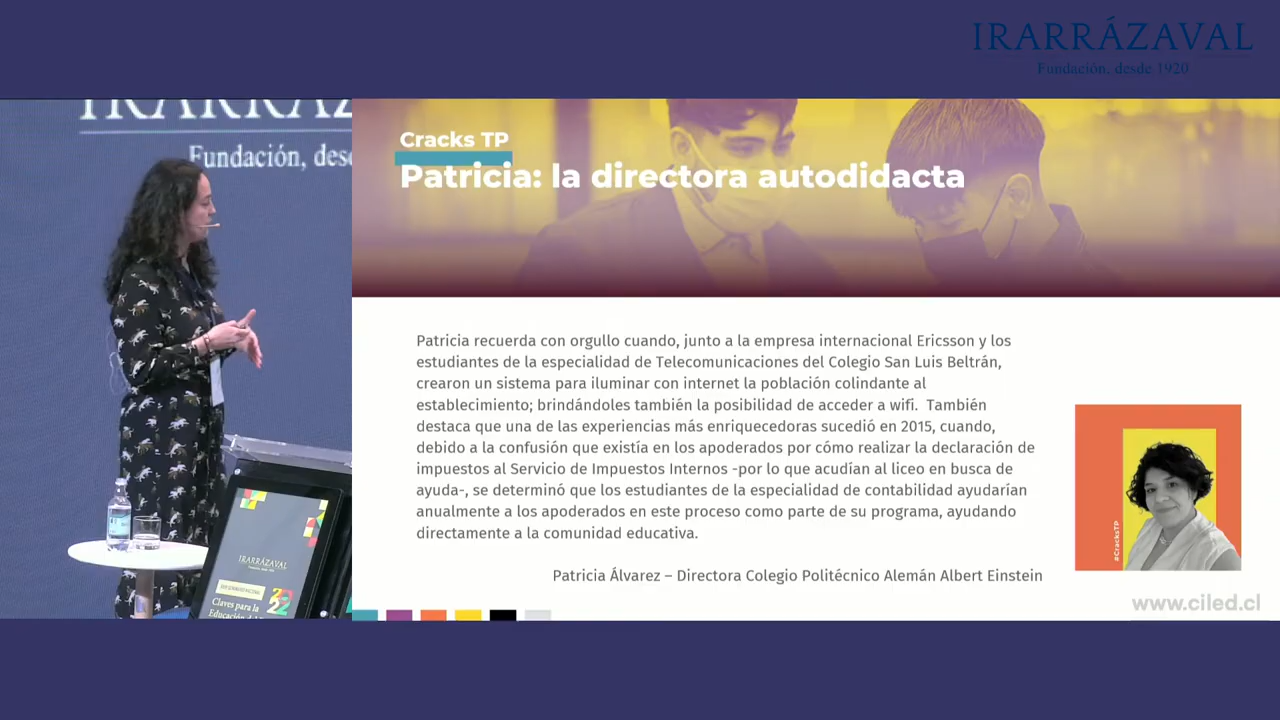 IRARRÁZAVAL
Fundación, desde 1920
Fundación, desde
Cracks TP
Patricia: la directora autodidacta
Patricia recuerda con orgullo cuando, junto a la empresa internacional Ericsson y los
estudiantes de la especialidad de Telecomunicaciones del Colegio San Luis Beltrán,
crearon un sistema para iluminar con internet la población colindante al
establecimiento; brindándoles también la posibilidad de acceder a wifi. También
destaca que una de las experiencias más enriquecedoras sucedió en 2015, cuando,
debido a la confusión que existía en los apoderados por cómo realizar la declaración de
impuestos al Servicio de Impuestos Internos -por lo que acudían al liceo en busca de
ayuda-, se determinó que los estudiantes de la especialidad de contabilidad ayudarían
anualmente a los apoderados en este proceso como parte de su programa, ayudando
directamente a la comunidad educativa.
Patricia Álvarez – Directora Colegio Politécnico Alemán Albert Einstein
#CracksTP
www.ciled.cl
IRARRÁZAVAL
2022
Claves para la